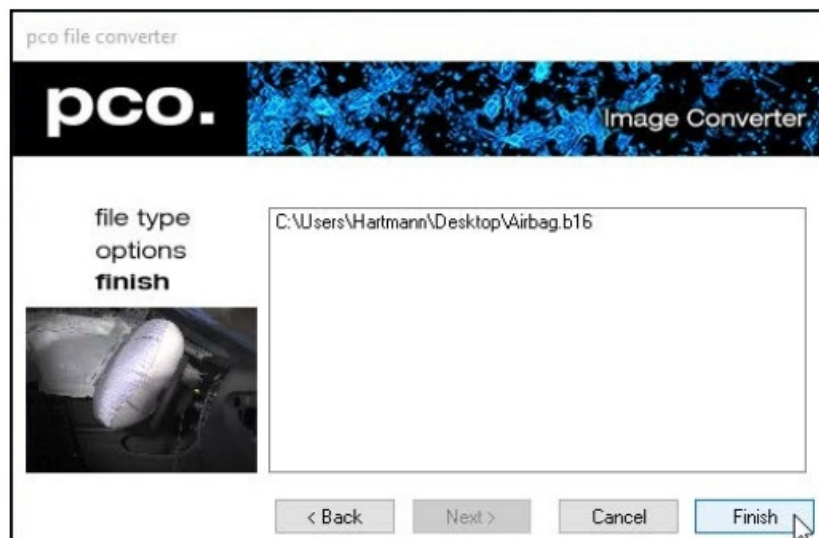 pco file converter
pco.
Image Converter
file type
options
finish
C:\Users\Hartmann\Desktop\Airbag.b16
< Back
Next >
Cancel
Finish